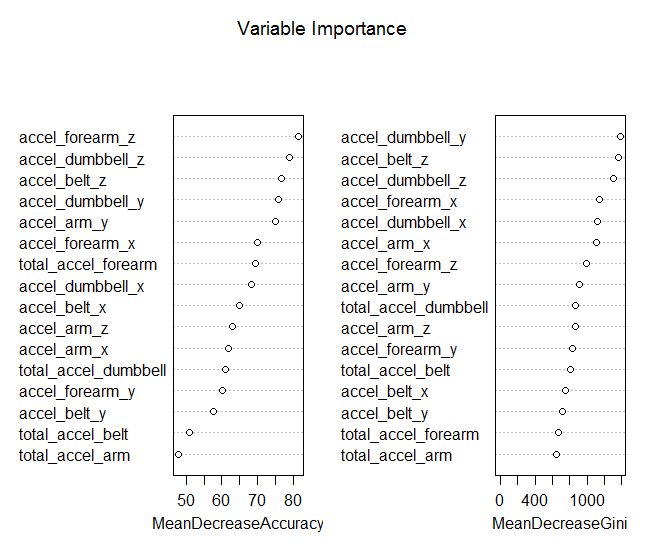 Variable Importance
accel_forearm_z
accel_dumbbell_z
accel_belt_z
accel_dumbbell_y
accel_arm_y
accel_forearm_x
total_accel_forearm
accel_dumbbell_x
accel_belt_x
accel_arm_z
accel_arm_x
total_accel_dumbbell
accel_forearm_y
accel_belt_y
total_accel_belt
total_accel_arm
50 60 70 80
MeanDecreaseAccuracy
accel_dumbbell_y
accel_belt_z
accel_dumbbell_z
accel_forearm_x
accel_dumbbell_x
accel_arm_x
accel_forearm_z
accel_arm_y
total_accel_dumbbell
accel_arm_z
accel_forearm_y
total_accel_belt
accel_belt_x
accel_belt_y
total_accel_forearm
total_accel_arm
0 400 1000
MeanDecreaseGini